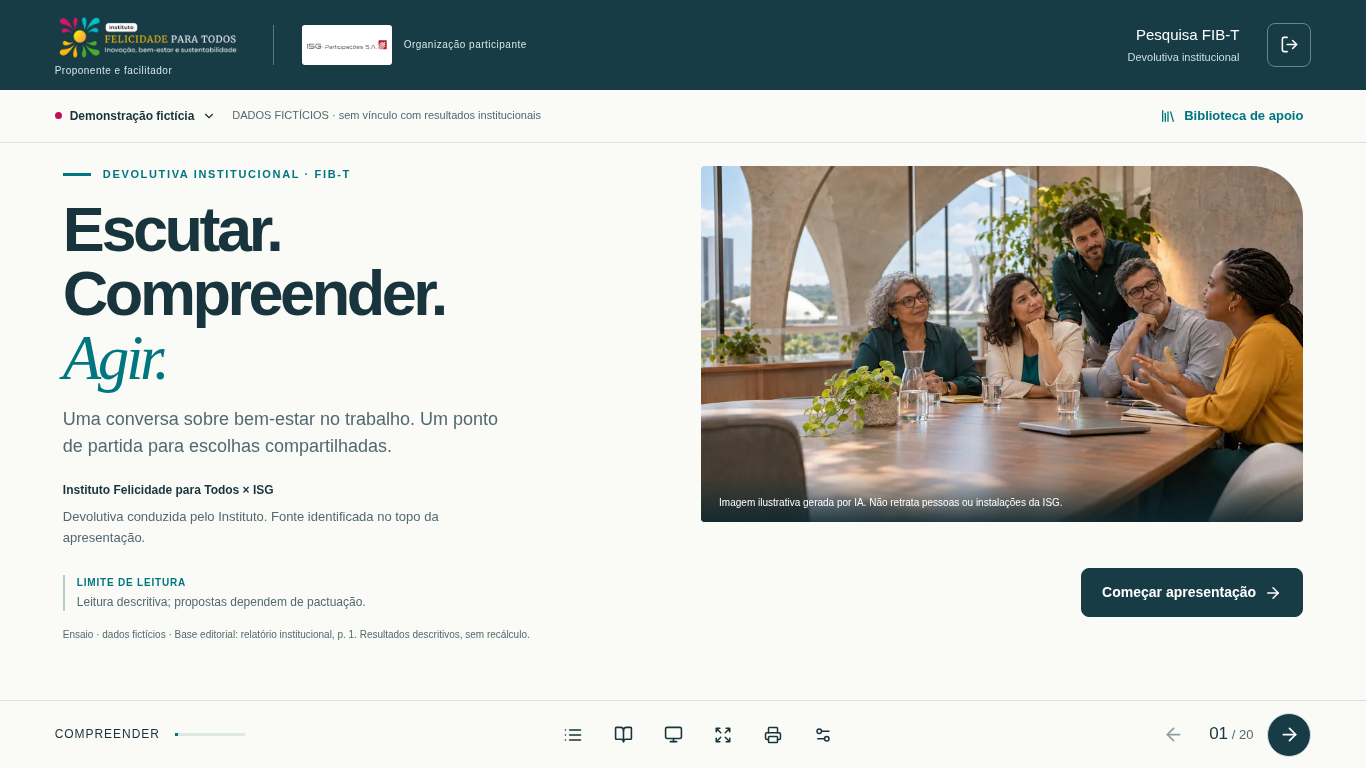 Instituto
FELICIDADE PARA TODOS
Inovação, bem-estar e sustentabilidade
Proponente e facilitador
ISG Participações S.A.
Organização participante
Pesquisa FIB-T
Devolutiva institucional
Demonstração fictícia
DADOS FICTÍCIOS · sem vínculo com resultados institucionais
Biblioteca de apoio
DEVOLUTIVA INSTITUCIONAL · FIB-T
Escutar.
Compreender.
Agir.
Uma conversa sobre bem-estar no trabalho. Um ponto
de partida para escolhas compartilhadas.
Instituto Felicidade para Todos × ISG
Devolutiva conduzida pelo Instituto. Fonte identificada no topo da
apresentação.
LIMITE DE LEITURA
Leitura descritiva; propostas dependem de pactuação.
Ensaio · dados fictícios · Base editorial: relatório institucional, p. 1. Resultados descritivos, sem recálculo.
Imagem ilustrativa gerada por IA. Não retrata pessoas ou instalações da ISG.
Começar apresentação
COMPREENDER
01 / 20